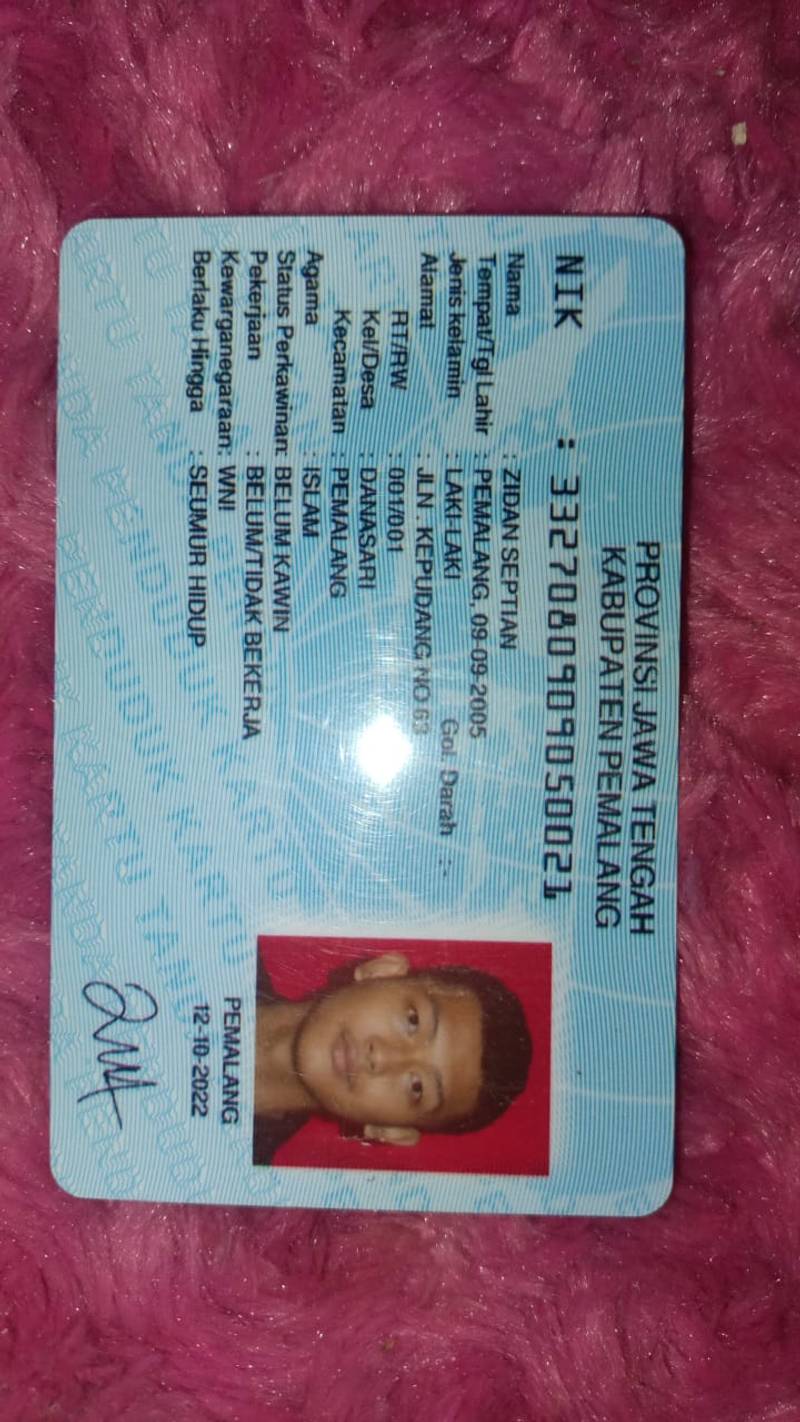 PROVINSI JAWA TENGAH
KABUPATEN PEMALANG
NIK : 3327080909050021
Nama : ZIDAN SEPTIAN
Tempat/Tgl Lahir : PEMALANG, 09-09-2005
Jenis kelamin : LAKI-LAKI Gol. Darah :-
Alamat : JLN. KEPUDANG NO 63
RT/RW : 001/001
Kel/Desa : DANASARI
Kecamatan : PEMALANG
Agama : ISLAM
Status Perkawinan: BELUM KAWIN
Pekerjaan : BELUM/TIDAK BEKERJA
Kewarganegaraan: WNI
Berlaku Hingga : SEUMUR HIDUP
PEMALANG
12-10-2022